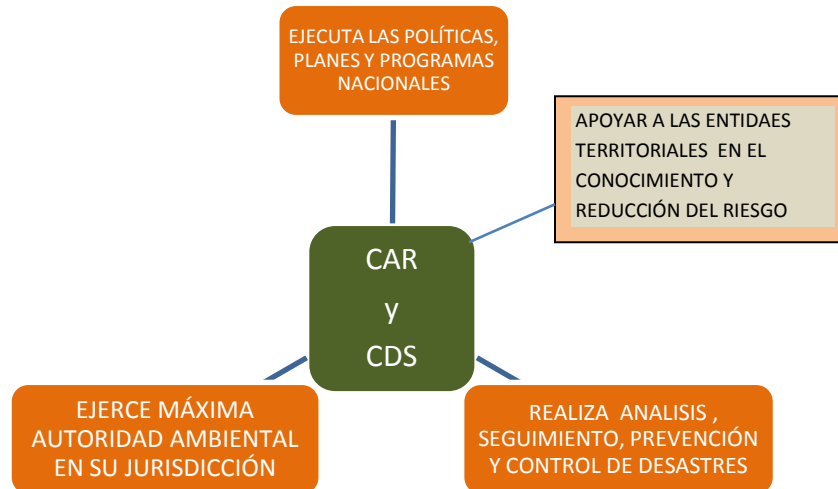 EJECUTA LAS POLÍTICAS,
PLANES Y PROGRAMAS
NACIONALES
APOYAR A LAS ENTIDAES
TERRITORIALES EN EL
CONOCIMIENTO Y
REDUCCIÓN DEL RIESGO
CAR
y
CDS
EJERCE MÁXIMA
AUTORIDAD AMBIENTAL
EN SU JURISDICCIÓN
REALIZA ANALISIS ,
SEGUIMIENTO, PREVENCIÓN
Y CONTROL DE DESASTRES